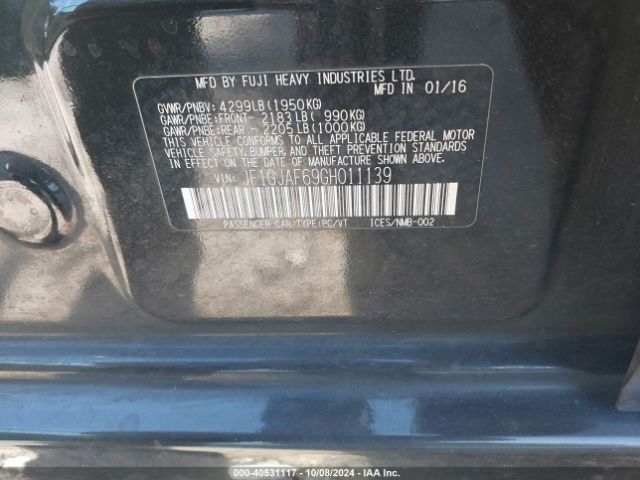 MFD BY FUJI HEAVY INDUSTRIES LTD.
MFD IN 01/16
GVWR/PNBV: 4299LB(1950KG)
GAWR/PNBE:FRONT- 2183LB( 990KG)
GAWR/PNBE:REAR - 2205LB(1000KG)
THIS VEHICLE CONFORMS TO ALL APPLICABLE FEDERAL MOTOR
VEHICLE SAFETY,BUMPER,AND THEFT PREVENTION STANDARDS
IN EFFECT ON THE DATE OF MANUFACTURE SHOWN ABOVE.
VIN: JF1GJAF69GH011139
PASSENGER CAR TYPE:PC/VT ICES/NMB-002
000-40531117 - 10/08/2024 - IAAI.com